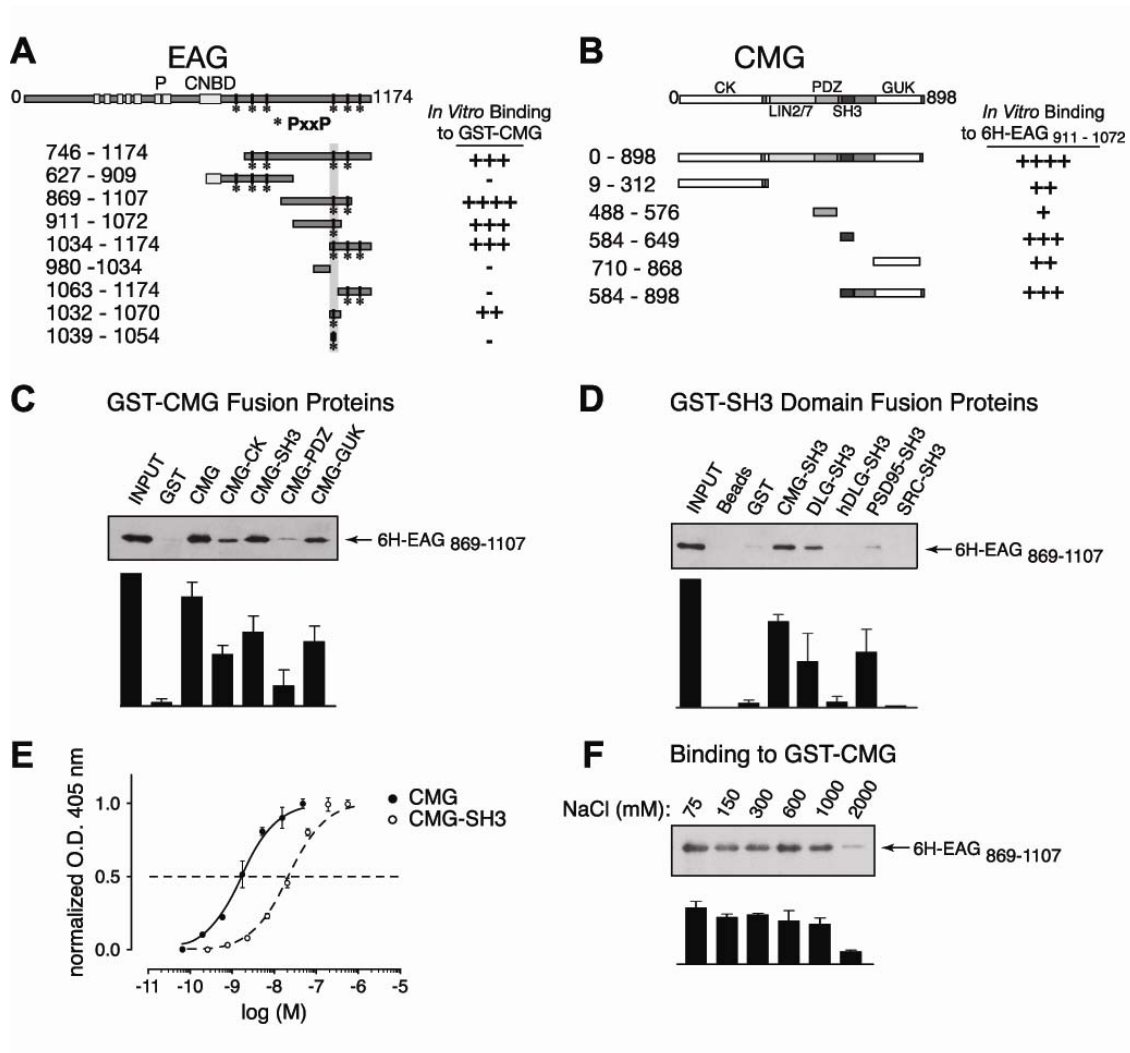 A
EAG
P CNBD
0 1174
* * * * * *
* PxxP
In Vitro Binding
to GST-CMG
746 - 1174 +++
627 - 909 -
869 - 1107 ++++
911 - 1072 +++
1034 - 1174 +++
980 -1034 -
1063 - 1174 -
1032 - 1070 ++
1039 - 1054 -
B
CMG
CK PDZ GUK
0 898
LIN2/7 SH3
In Vitro Binding
to 6H-EAG 911 - 1072
0 - 898 ++++
9 - 312 ++
488 - 576 +
584 - 649 +++
710 - 868 ++
584 - 898 +++
C
GST-CMG Fusion Proteins
INPUT GST CMG CMG-CK CMG-SH3 CMG-PDZ CMG-GUK
6H-EAG 869-1107
D
GST-SH3 Domain Fusion Proteins
INPUT Beads GST CMG-SH3 DLG-SH3 hDLG-SH3 PSD95-SH3 SRC-SH3
6H-EAG 869-1107
E
normalized O.D. 405 nm
1.0
0.5
0.0
CMG
CMG-SH3
-11 -10 -9 -8 -7 -6 -5
log (M)
F
Binding to GST-CMG
NaCl (mM): 75 150 300 600 1000 2000
6H-EAG 869-1107